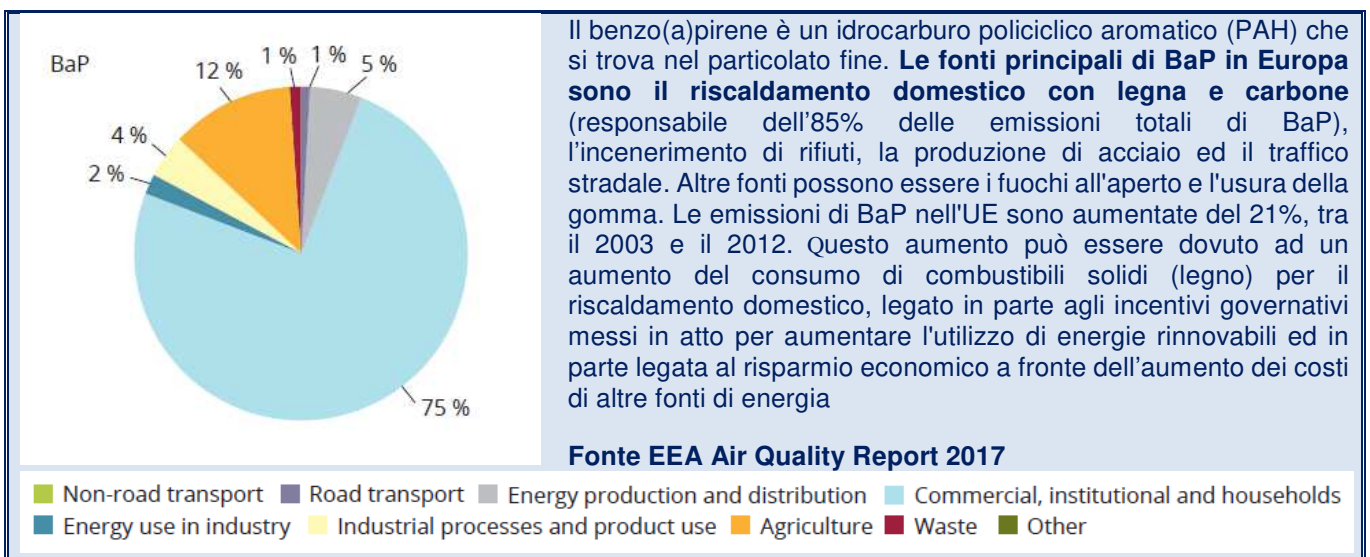 BaP
12 %
1 %
1 %
5 %
4 %
2 %
75 %
Il benzo(a)pirene è un idrocarburo policiclico aromatico (PAH) che
si trova nel particolato fine. Le fonti principali di BaP in Europa
sono il riscaldamento domestico con legna e carbone
(responsabile dell'85% delle emissioni totali di BaP),
l'incenerimento di rifiuti, la produzione di acciaio ed il traffico
stradale. Altre fonti possono essere i fuochi all'aperto e l'usura della
gomma. Le emissioni di BaP nell'UE sono aumentate del 21%, tra
il 2003 e il 2012. Questo aumento può essere dovuto ad un
aumento del consumo di combustibili solidi (legno) per il
riscaldamento domestico, legato in parte agli incentivi governativi
messi in atto per aumentare l'utilizzo di energie rinnovabili ed in
parte legata al risparmio economico a fronte dell'aumento dei costi
di altre fonti di energia
Fonte EEA Air Quality Report 2017
Non-road transport Road transport Energy production and distribution Commercial, institutional and households
Energy use in industry Industrial processes and product use Agriculture Waste Other